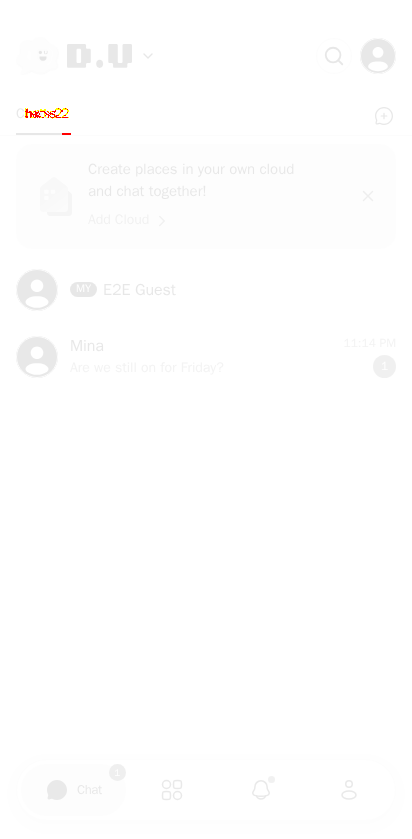 D.U
Create places in your own cloud
and chat together!
Add Cloud
MY E2E Guest
Mina
11:14 PM
Are we still on for Friday?
1
Chat
1